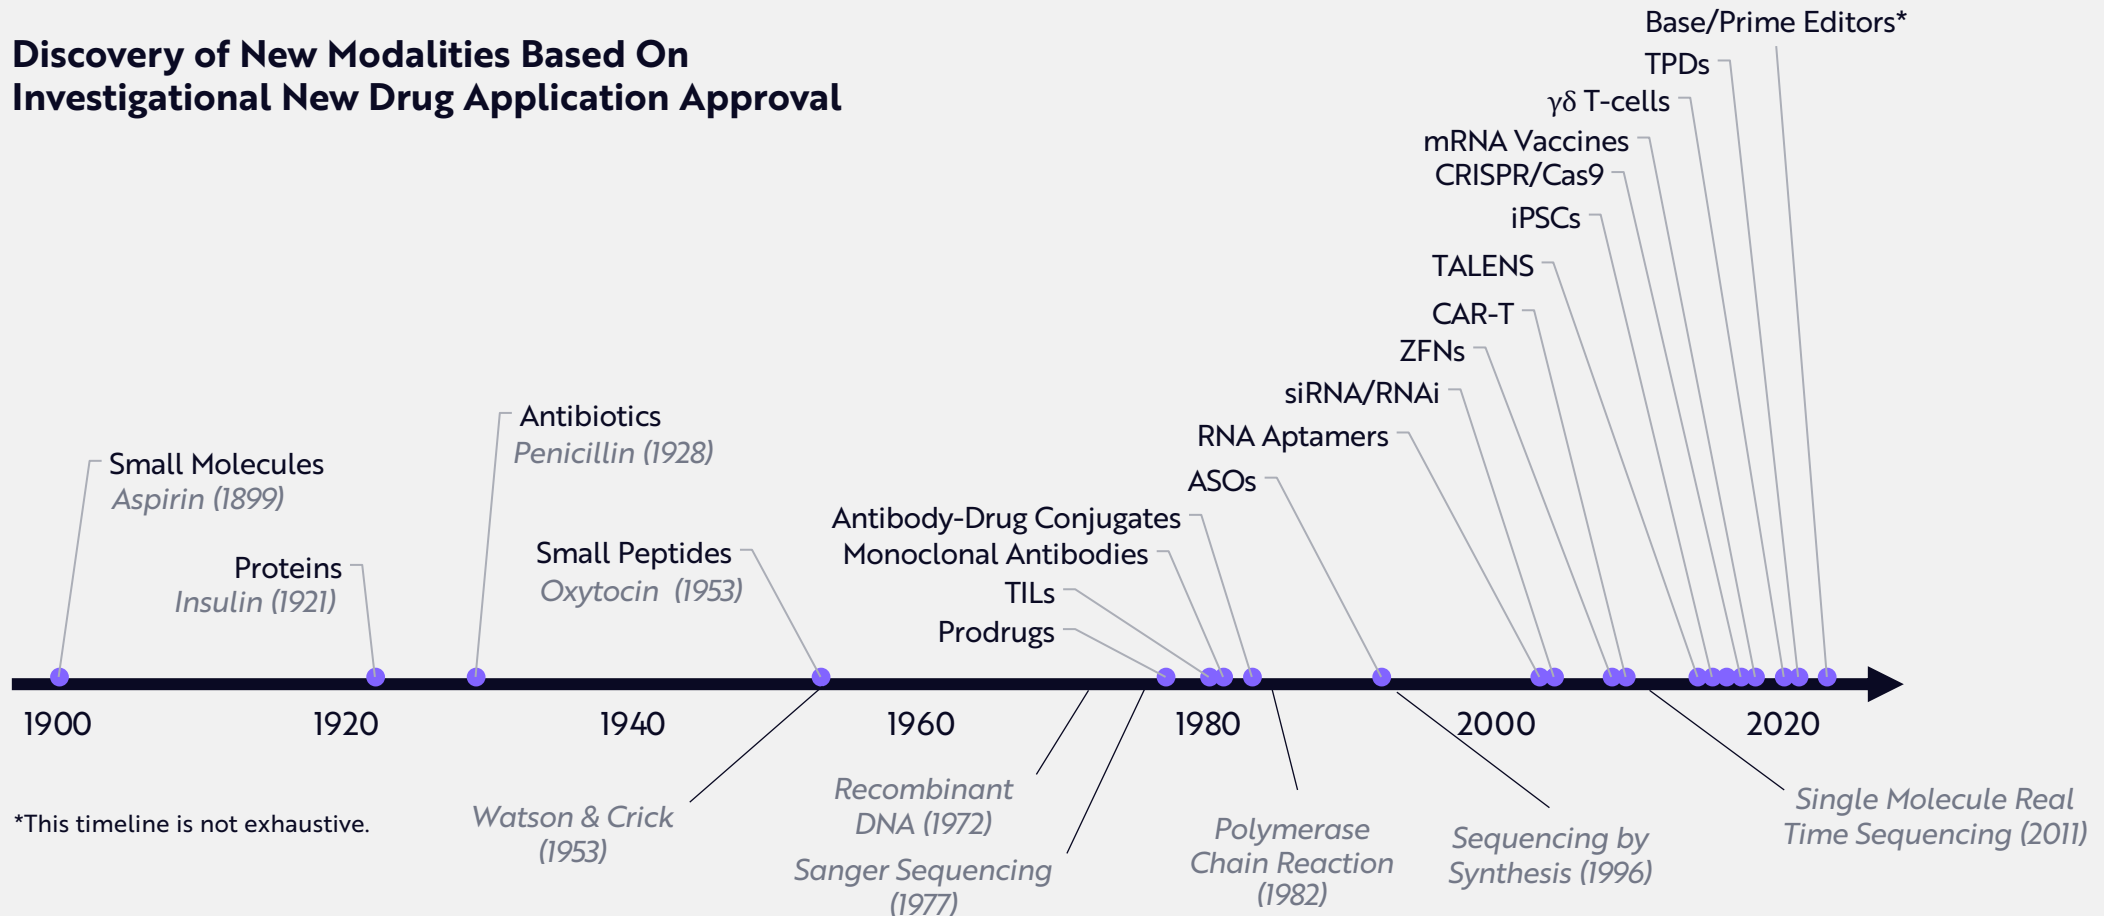 Discovery of New Modalities Based On
Investigational New Drug Application Approval
Base/Prime Editors*
TPDs
γδ T-cells
mRNA Vaccines
CRISPR/Cas9
iPSCs
TALENS
CAR-T
ZFNs
siRNA/RNAi
RNA Aptamers
ASOs
Antibody-Drug Conjugates
Monoclonal Antibodies
TILs
Prodrugs
Antibiotics
Penicillin (1928)
Small Molecules
Aspirin (1899)
Small Peptides
Oxytocin (1953)
Proteins
Insulin (1921)
1900
1920
1940
1960
1980
2000
2020
Watson & Crick
(1953)
Recombinant
DNA (1972)
Sanger Sequencing
(1977)
Polymerase
Chain Reaction
(1982)
Sequencing by
Synthesis (1996)
Single Molecule Real
Time Sequencing (2011)
*This timeline is not exhaustive.